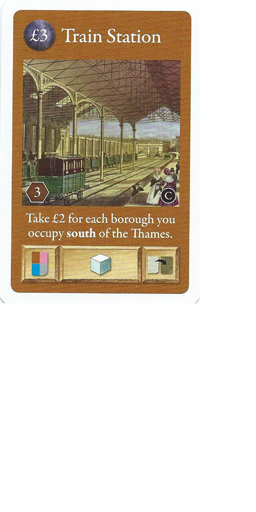 £3 Train Station
3
C
Take £2 for each borough you
occupy south of the Thames.